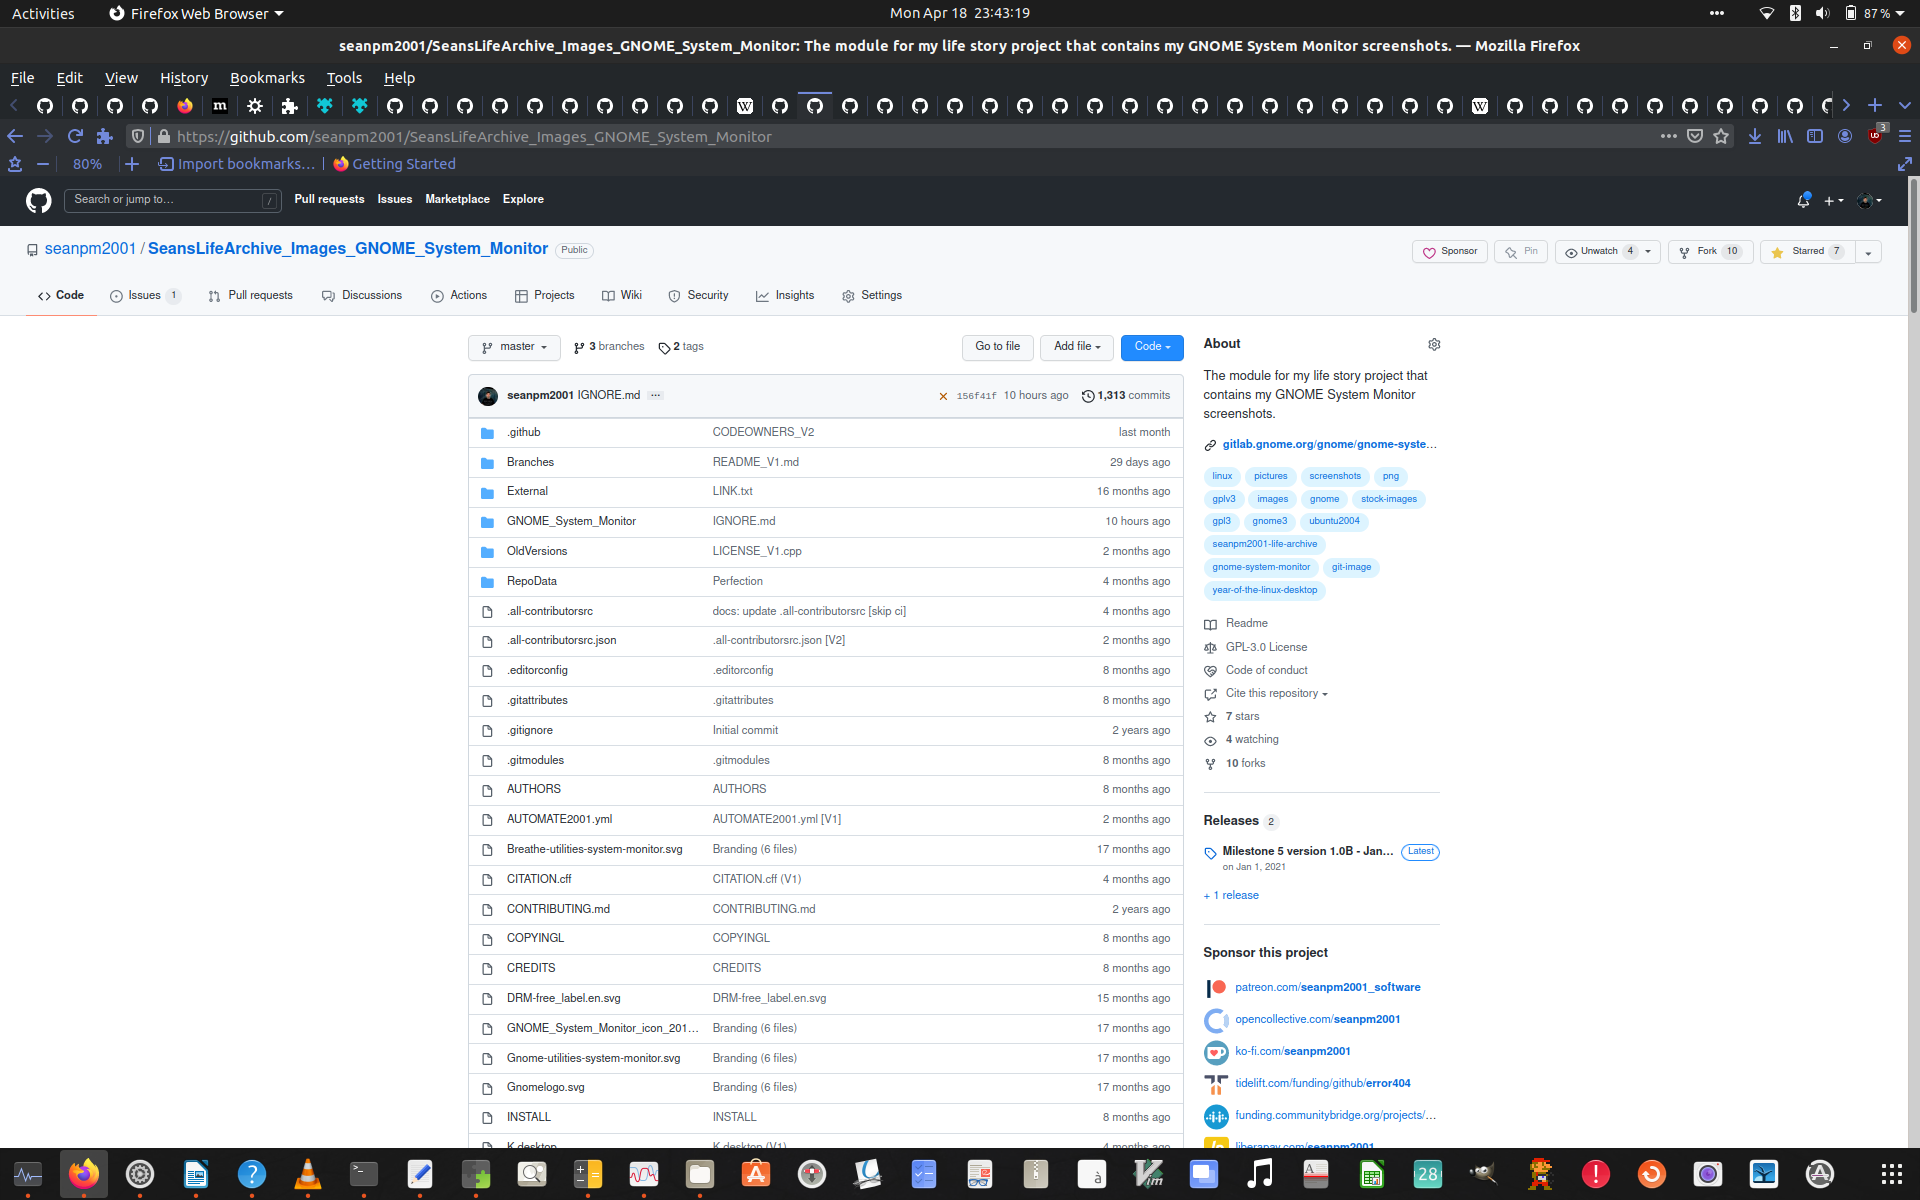 Activities Firefox Web Browser Mon Apr 18 23:43:19 87 %
seanpm2001/SeansLifeArchive_Images_GNOME_System_Monitor: The module for my life story project that contains my GNOME System Monitor screenshots. — Mozilla Firefox
File Edit View History Bookmarks Tools Help
https://github.com/seanpm2001/SeansLifeArchive_Images_GNOME_System_Monitor 3
80% Import bookmarks... Getting Started
Search or jump to... / Pull requests Issues Marketplace Explore
seanpm2001 / SeansLifeArchive_Images_GNOME_System_Monitor Public
Sponsor Pin Unwatch 4 Fork 10 Starred 7
Code Issues 1 Pull requests Discussions Actions Projects Wiki Security Insights Settings
master 3 branches 2 tags Go to file Add file Code
seanpm2001 IGNORE.md ... 156f41f 10 hours ago 1,313 commits
.github CODEOWNERS_V2 last month
Branches README_V1.md 29 days ago
External LINK.txt 16 months ago
GNOME_System_Monitor IGNORE.md 10 hours ago
OldVersions LICENSE_V1.cpp 2 months ago
RepoData Perfection 4 months ago
.all-contributorsrc docs: update .all-contributorsrc [skip ci] 4 months ago
.all-contributorsrc.json .all-contributorsrc.json [V2] 2 months ago
.editorconfig .editorconfig 8 months ago
.gitattributes .gitattributes 8 months ago
.gitignore Initial commit 2 years ago
.gitmodules .gitmodules 8 months ago
AUTHORS AUTHORS 8 months ago
AUTOMATE2001.yml AUTOMATE2001.yml [V1] 2 months ago
Breathe-utilities-system-monitor.svg Branding (6 files) 17 months ago
CITATION.cff CITATION.cff (V1) 4 months ago
CONTRIBUTING.md CONTRIBUTING.md 2 years ago
COPYINGL COPYINGL 8 months ago
CREDITS CREDITS 8 months ago
DRM-free_label.en.svg DRM-free_label.en.svg 15 months ago
GNOME_System_Monitor_icon_201... Branding (6 files) 17 months ago
Gnome-utilities-system-monitor.svg Branding (6 files) 17 months ago
Gnomelogo.svg Branding (6 files) 17 months ago
INSTALL INSTALL 8 months ago
K.desktop K.desktop (V1) 4 months ago
About
The module for my life story project that
contains my GNOME System Monitor
screenshots.
gitlab.gnome.org/gnome/gnome-syste...
linux pictures screenshots png
gplv3 images gnome stock-images
gpl3 gnome3 ubuntu2004
seanpm2001-life-archive
gnome-system-monitor git-image
year-of-the-linux-desktop
Readme
GPL-3.0 License
Code of conduct
Cite this repository
7 stars
4 watching
10 forks
Releases 2
Milestone 5 version 1.0B - Jan... Latest
on Jan 1, 2021
+ 1 release
Sponsor this project
patreon.com/seanpm2001_software
opencollective.com/seanpm2001
ko-fi.com/seanpm2001
tidelift.com/funding/github/error404
funding.communitybridge.org/projects/...
liberapay.com/seanpm2001
28